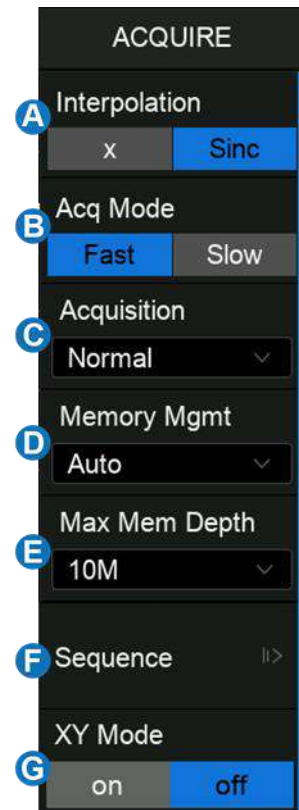 ACQUIRE
Interpolation
A
x Sinc
Acq Mode
B
Fast Slow
Acquisition
C
Normal
Memory Mgmt
D
Auto
Max Mem Depth
E
10M
F Sequence
XY Mode
G
on off